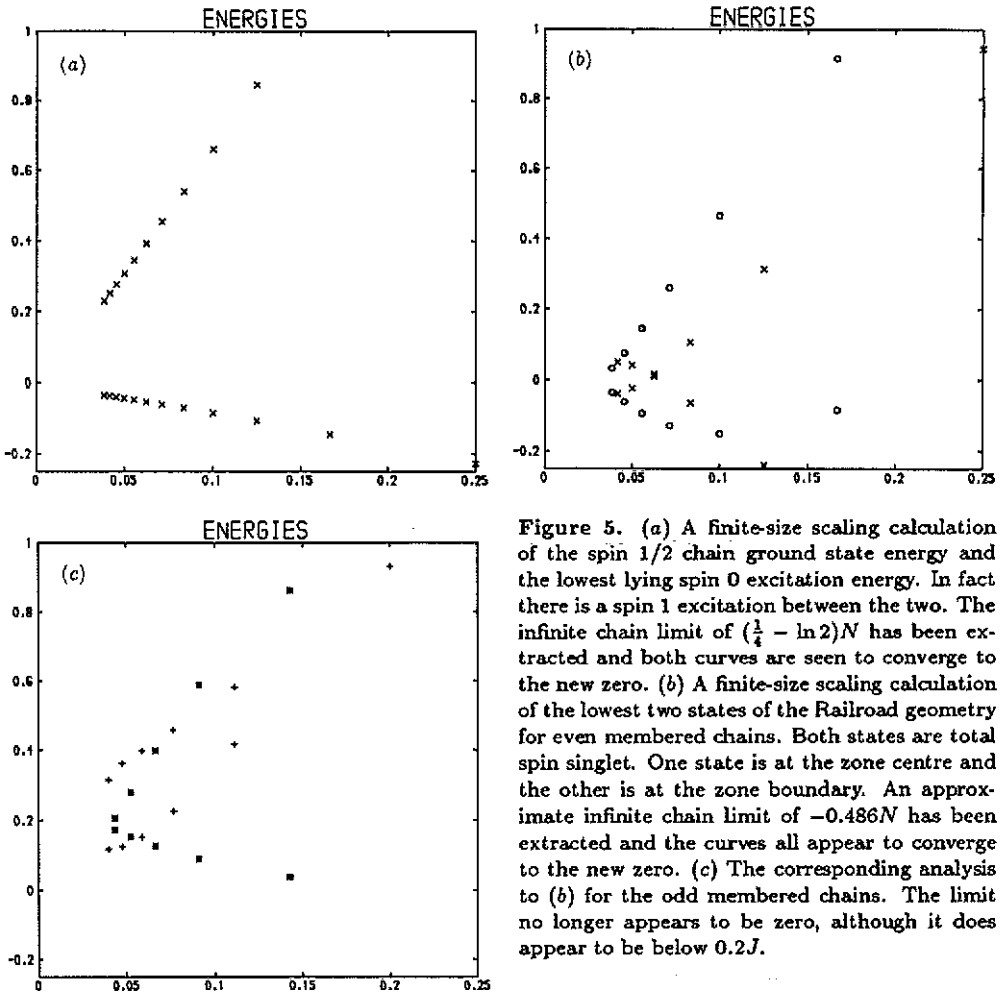 ENERGIES
(a)
1
0.8
0.6
0.4
0.2
0
-0.2
0 0.05 0.1 0.15 0.2 0.25
ENERGIES
(b)
1
0.8
0.6
0.4
0.2
0
-0.2
0 0.05 0.1 0.15 0.2 0.25
ENERGIES
(c)
1
0.8
0.6
0.4
0.2
0
-0.2
0 0.05 0.1 0.15 0.2 0.25
Figure 5. (a) A finite-size scaling calculation
of the spin 1/2 chain ground state energy and
the lowest lying spin 0 excitation energy. In fact
there is a spin 1 excitation between the two. The
infinite chain limit of (1/4 − ln 2)N has been ex-
tracted and both curves are seen to converge to
the new zero. (b) A finite-size scaling calculation
of the lowest two states of the Railroad geometry
for even membered chains. Both states are total
spin singlet. One state is at the zone centre and
the other is at the zone boundary. An approx-
imate infinite chain limit of −0.486N has been
extracted and the curves all appear to converge
to the new zero. (c) The corresponding analysis
to (b) for the odd membered chains. The limit
no longer appears to be zero, although it does
appear to be below 0.2J.